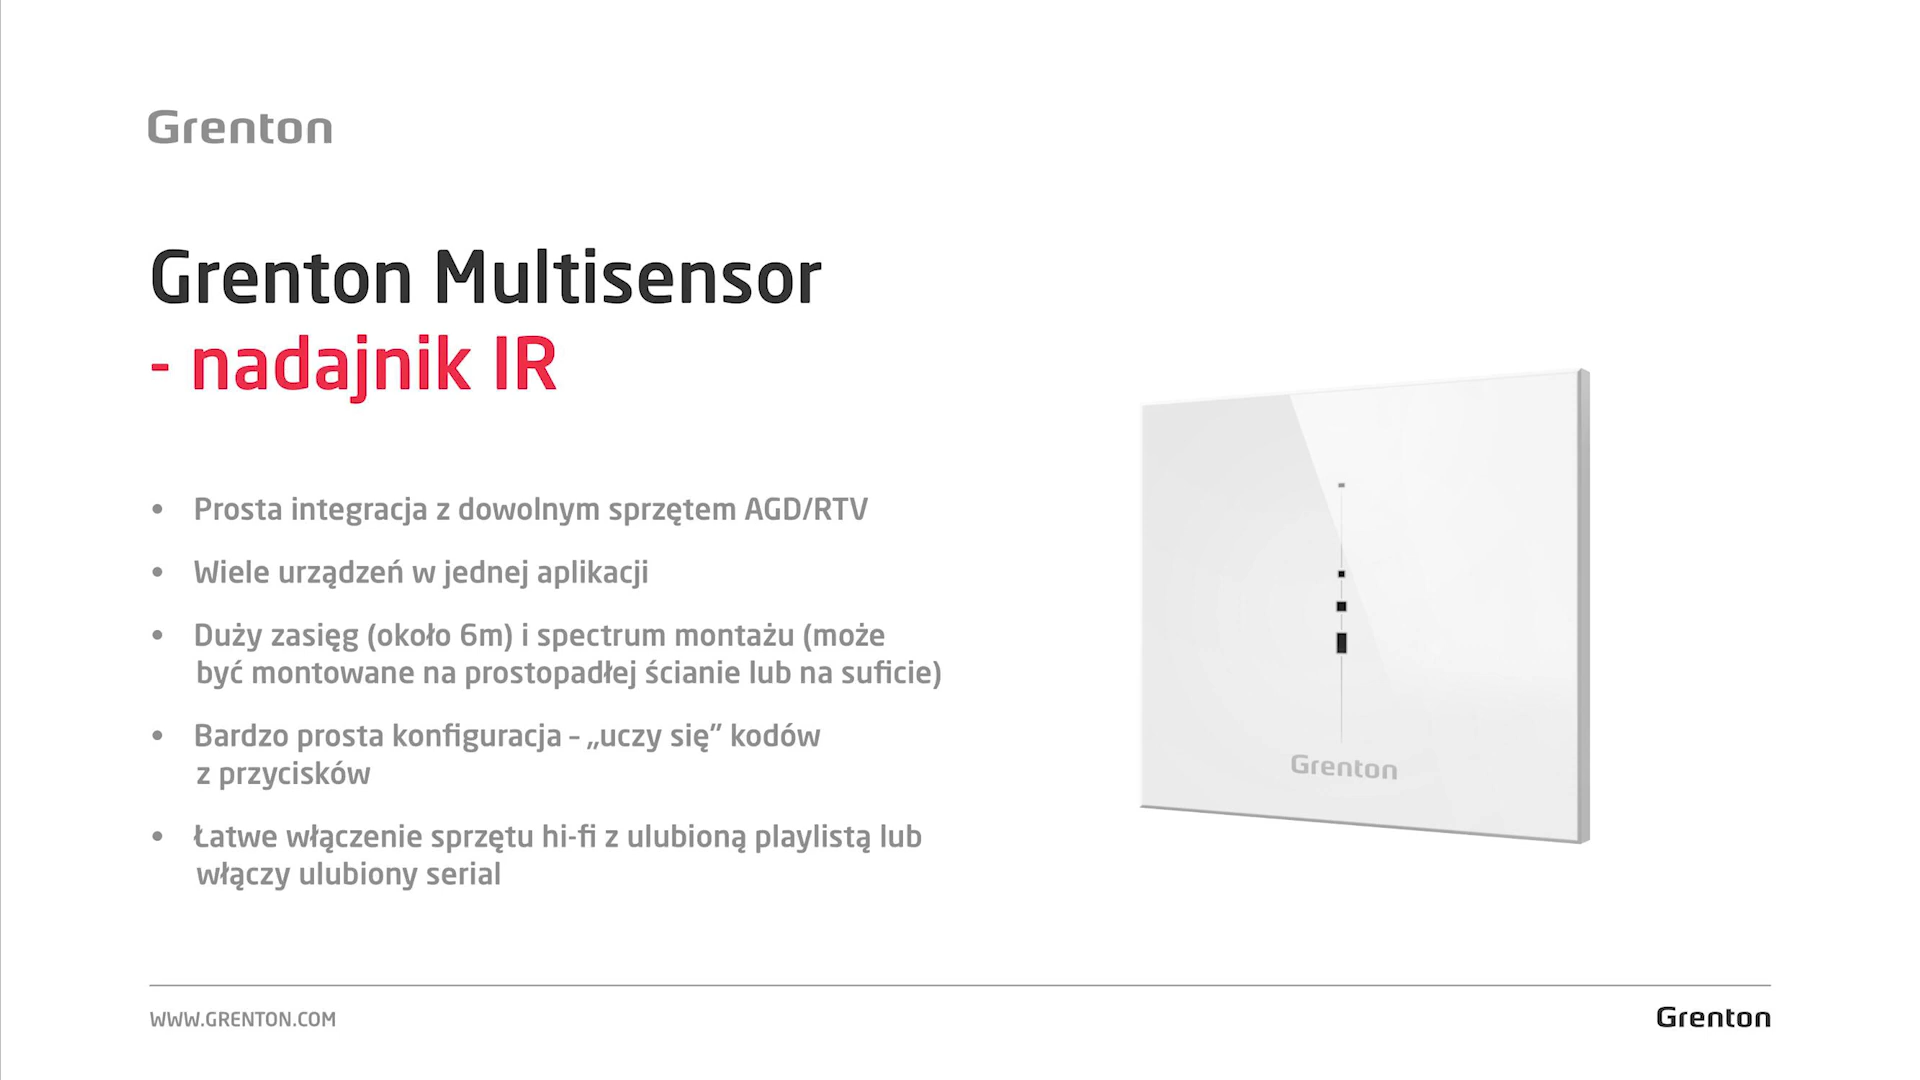 Grenton
Grenton Multisensor
- nadajnik IR
• Prosta integracja z dowolnym sprzętem AGD/RTV
• Wiele urządzeń w jednej aplikacji
• Duży zasięg (około 6m) i spectrum montażu (może
być montowane na prostopadłej ścianie lub na suficie)
• Bardzo prosta konfiguracja – „uczy się” kodów
z przycisków
• Łatwe włączenie sprzętu hi-fi z ulubioną playlistą lub
włączy ulubiony serial
Grenton
WWW.GRENTON.COM
Grenton